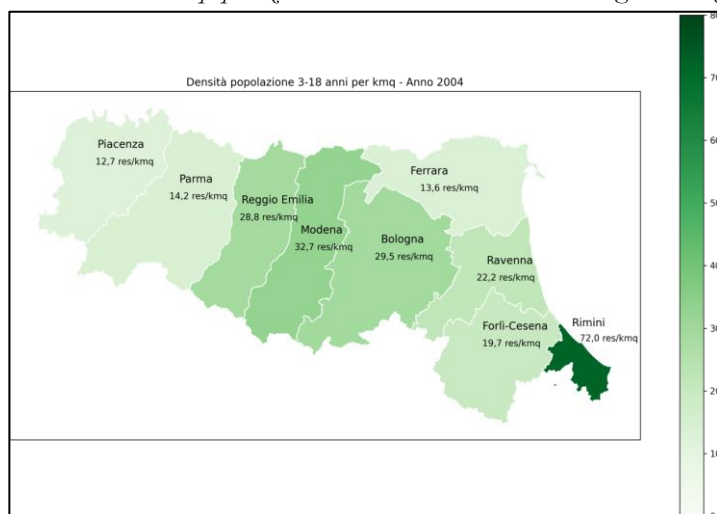 Densità popolazione 3-18 anni per kmq - Anno 2004
Piacenza
12,7 res/kmq
Parma
14,2 res/kmq
Reggio Emilia
28,8 res/kmq
Modena
32,7 res/kmq
Bologna
29,5 res/kmq
Ferrara
13,6 res/kmq
Ravenna
22,2 res/kmq
Forlì-Cesena
19,7 res/kmq
Rimini
72,0 res/kmq
80
70
60
50
40
30
20
10
0